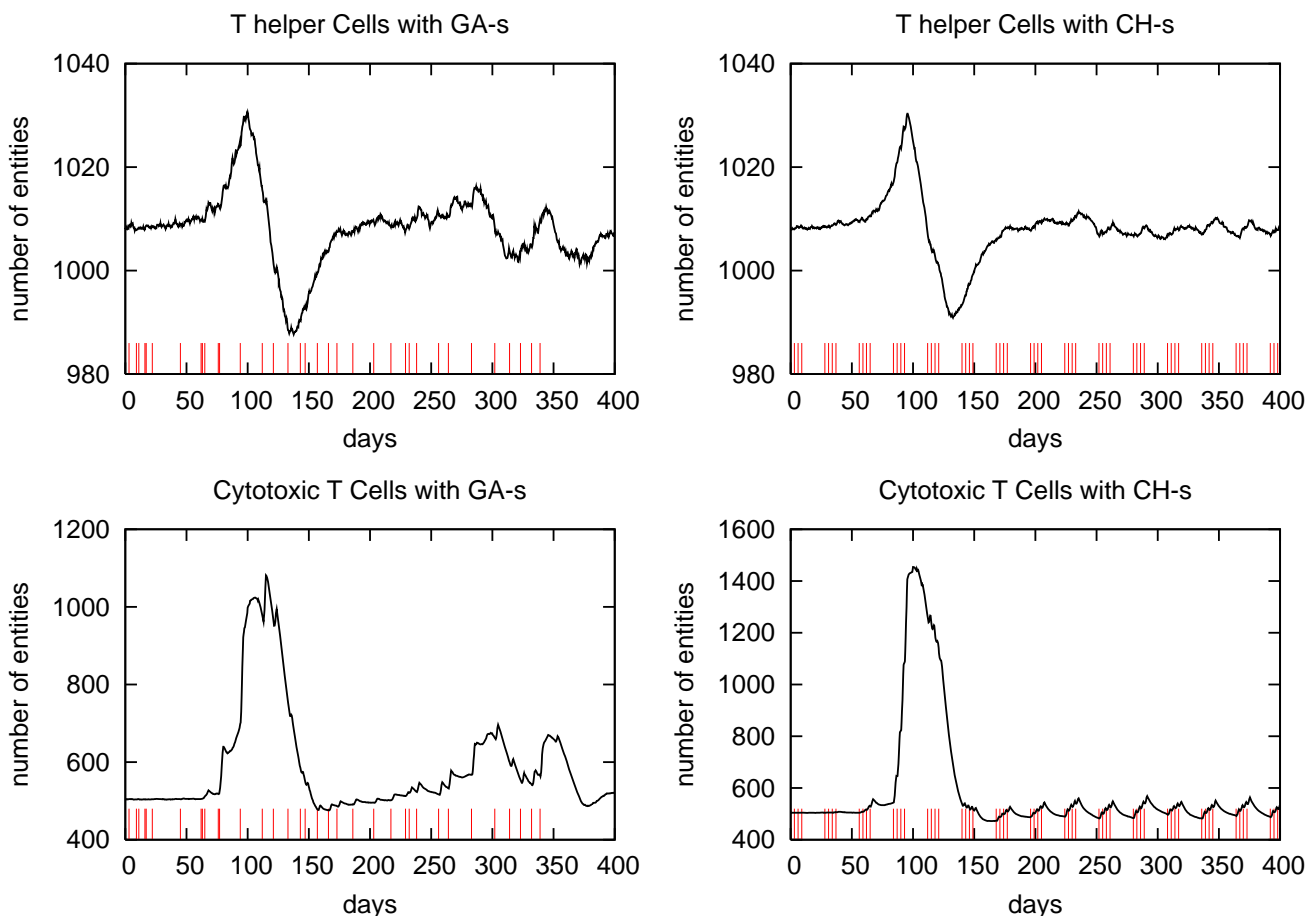 T helper Cells with GA-s
1040
1020
1000
980
number of entities
0 50 100 150 200 250 300 350 400
days
T helper Cells with CH-s
1040
1020
1000
980
number of entities
0 50 100 150 200 250 300 350 400
days
Cytotoxic T Cells with GA-s
1200
1000
800
600
400
number of entities
0 50 100 150 200 250 300 350 400
days
Cytotoxic T Cells with CH-s
1600
1400
1200
1000
800
600
400
number of entities
0 50 100 150 200 250 300 350 400
days